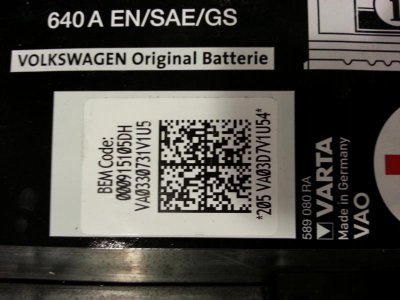 640 A EN/SAE/GS
VOLKSWAGEN Original Batterie
BEM Code:
000915105DH
VA0330731V1U5
*205 VA03D7V1U54*
589 080 RA
VARTA
Made in Germany
VAO